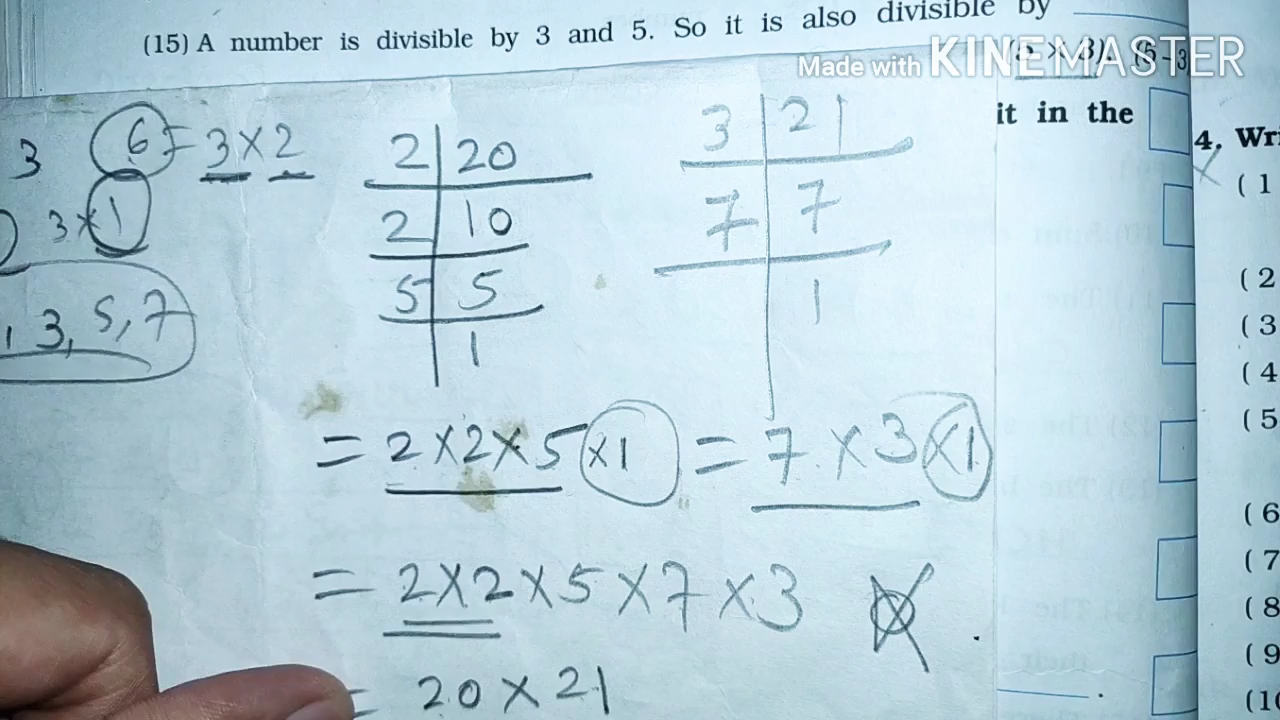 (15) A number is divisible by 3 and 5. So it is also divisible by
Made with KINEMASTER
it in the
4. Wri
( 1
( 2
( 3
( 4
( 5
( 6
( 7
( 8
( 9
(10
3
6 = 3 × 2
3 × 1
, 3, 5, 7
2 | 20
2 | 10
5 | 5
1
3 | 21
7 | 7
1
= 2 × 2 × 5 × 1
= 7 × 3 × 1
= 2 × 2 × 5 × 7 × 3
= 20 × 21